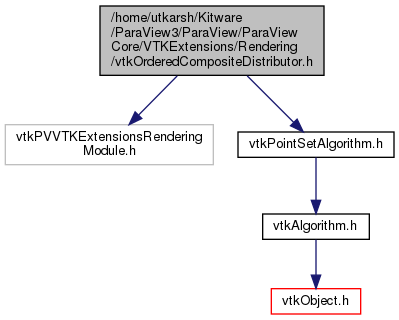 /home/utkarsh/Kitware
/ParaView3/ParaView/ParaView
Core/VTKExtensions/Rendering
/vtkOrderedCompositeDistributor.h
vtkPVVTKExtensionsRendering
Module.h
vtkPointSetAlgorithm.h
vtkAlgorithm.h
vtkObject.h